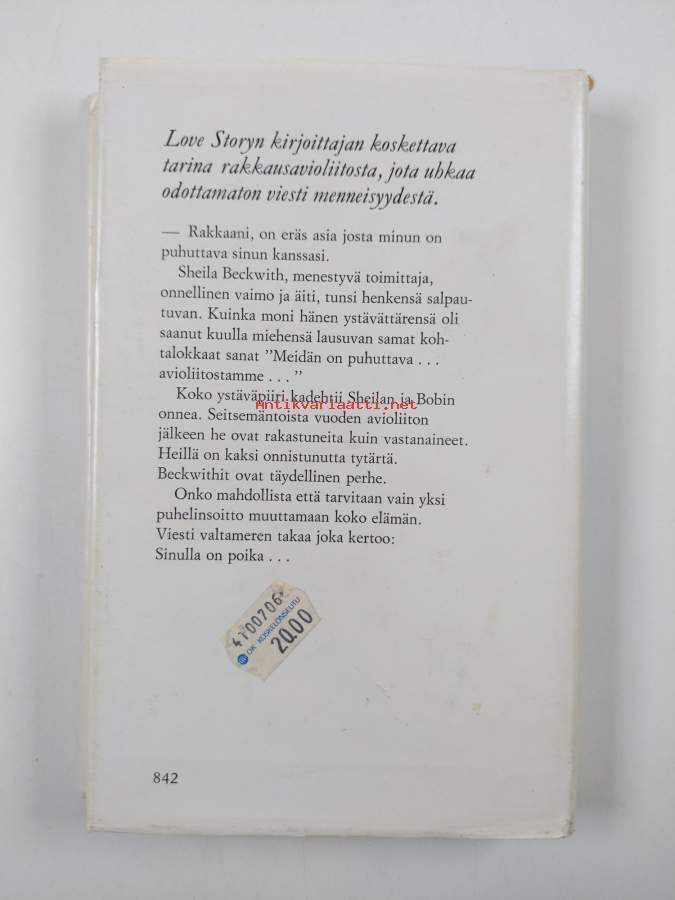 Love Storyn kirjoittajan koskettava
tarina rakkausavioliitosta, jota uhkaa
odottamaton viesti menneisyydestä.
— Rakkaani, on eräs asia josta minun on
puhuttava sinun kanssasi.
Sheila Beckwith, menestyvä toimittaja,
onnellinen vaimo ja äiti, tunsi henkensä salpau-
tuvan. Kuinka moni hänen ystävättärensä oli
saanut kuulla miehensä lausuvan samat koh-
talokkaat sanat "Meidän on puhuttava . . .
avioliitostamme . . . "
Koko ystäväpiiri kadehtii Sheilan ja Bobin
Antikvariaatti.net
onnea. Seitsemäntoista vuoden avioliiton
jälkeen he ovat rakastuneita kuin vastanaineet.
Heillä on kaksi onnistunutta tytärtä.
Beckwithit ovat täydellinen perhe.
Onko mahdollista että tarvitaan vain yksi
puhelinsoitto muuttamaan koko elämän.
Viesti valtameren takaa joka kertoo:
Sinulla on poika . . .
4700706
OK KOSKELONSEUTU
20.00
842